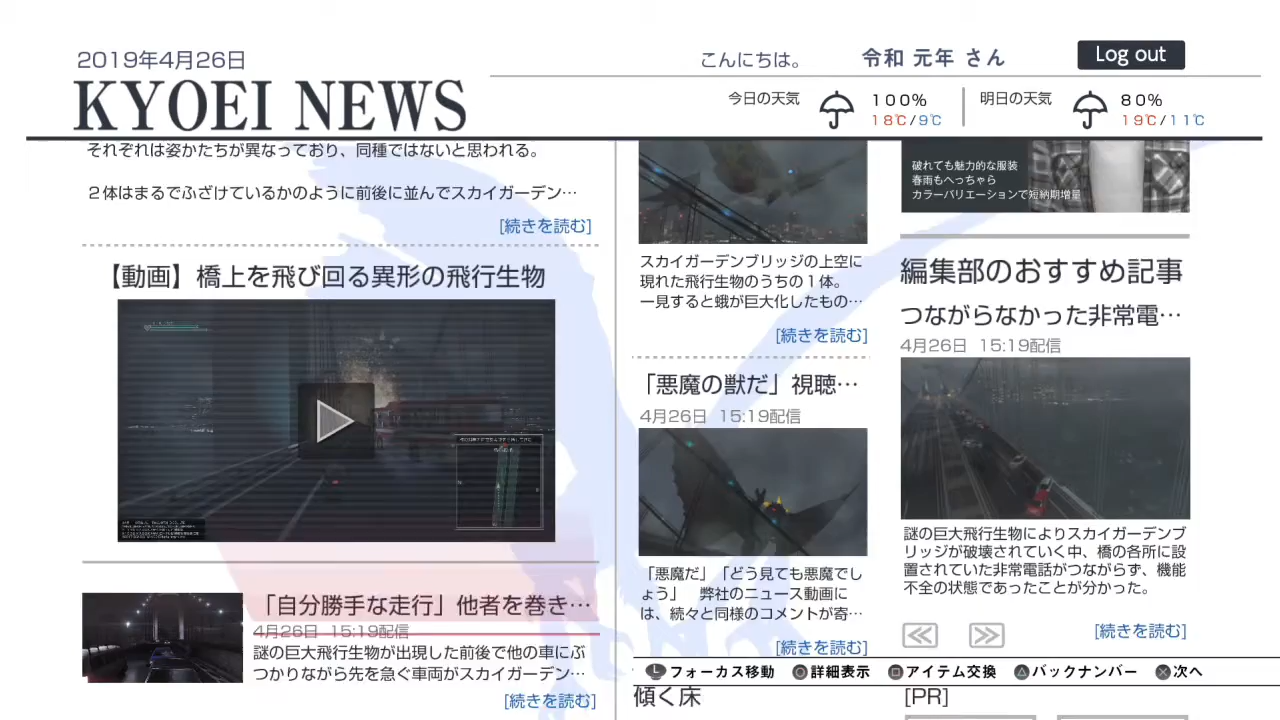 2019年4月26日
こんにちは。
令和 元年 さん
Log out
KYOEI NEWS
今日の天気
100%
18℃/9℃
明日の天気
80%
19℃/11℃
それぞれは姿かたちが異なっており、同種ではないと思われる。
２体はまるでふざけているかのように前後に並んでスカイガーデン…
[続きを読む]
【動画】橋上を飛び回る異形の飛行生物
「自分勝手な走行」他者を巻き…
4月26日 15:19配信
謎の巨大飛行生物が出現した前後で他の車にぶ
つかりながら先を急ぐ車両がスカイガーデン…
[続きを読む]
スカイガーデンブリッジの上空に
現れた飛行生物のうちの１体。
一見すると蛾が巨大化したもの…
[続きを読む]
「悪魔の獣だ」視聴…
4月26日 15:19配信
「悪魔だ」「どう見ても悪魔でし
ょう」 弊社のニュース動画に
は、続々と同様のコメントが寄…
[続きを読む]
傾く床
破れても魅力的な服装
春雨もへっちゃら
カラーバリエーションで短納期増量
編集部のおすすめ記事
つながらなかった非常電…
4月26日 15:19配信
謎の巨大飛行生物によりスカイガーデンブ
リッジが破壊されていく中、橋の各所に設
置されていた非常電話がつながらず、機能
不全の状態であったことが分かった。
[続きを読む]
フォーカス移動 詳細表示 アイテム交換 バックナンバー 次へ
[PR]